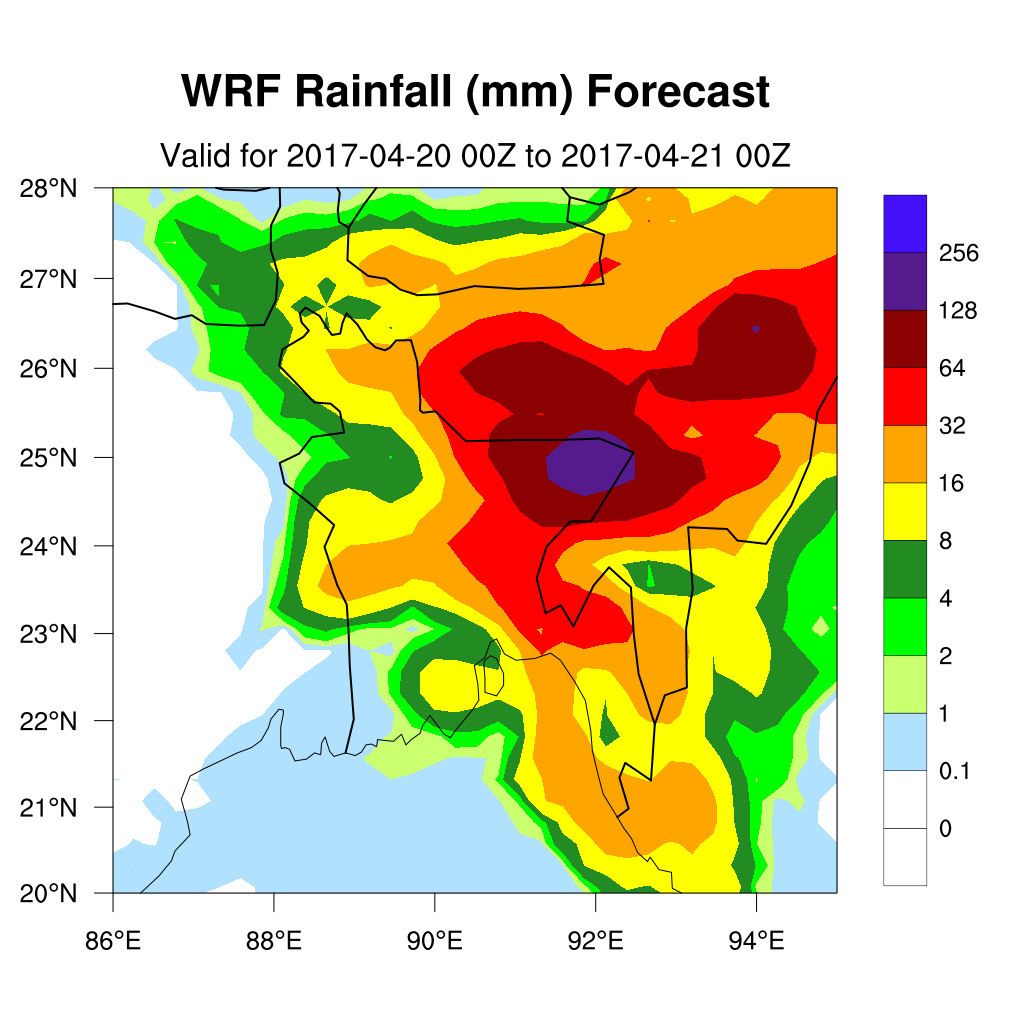 WRF Rainfall (mm) Forecast
Valid for 2017-04-20 00Z to 2017-04-21 00Z
28°N
27°N
26°N
25°N
24°N
23°N
22°N
21°N
20°N
86°E
88°E
90°E
92°E
94°E
256
128
64
32
16
8
4
2
1
0.1
0